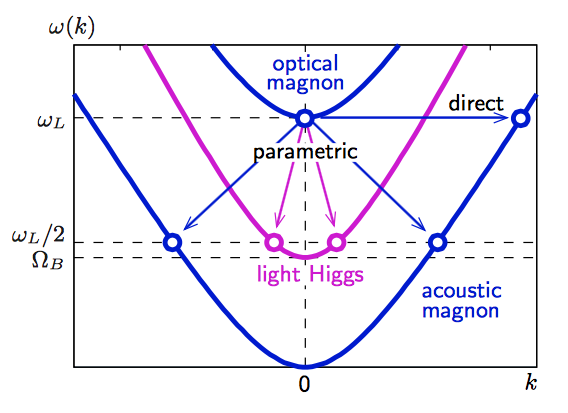 ω(k)
optical
magnon
direct
ω_L
parametric
ω_L/2
Ω_B
light Higgs
acoustic
magnon
0
k